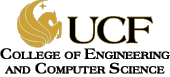 UCF
COLLEGE OF ENGINEERING
AND COMPUTER SCIENCE